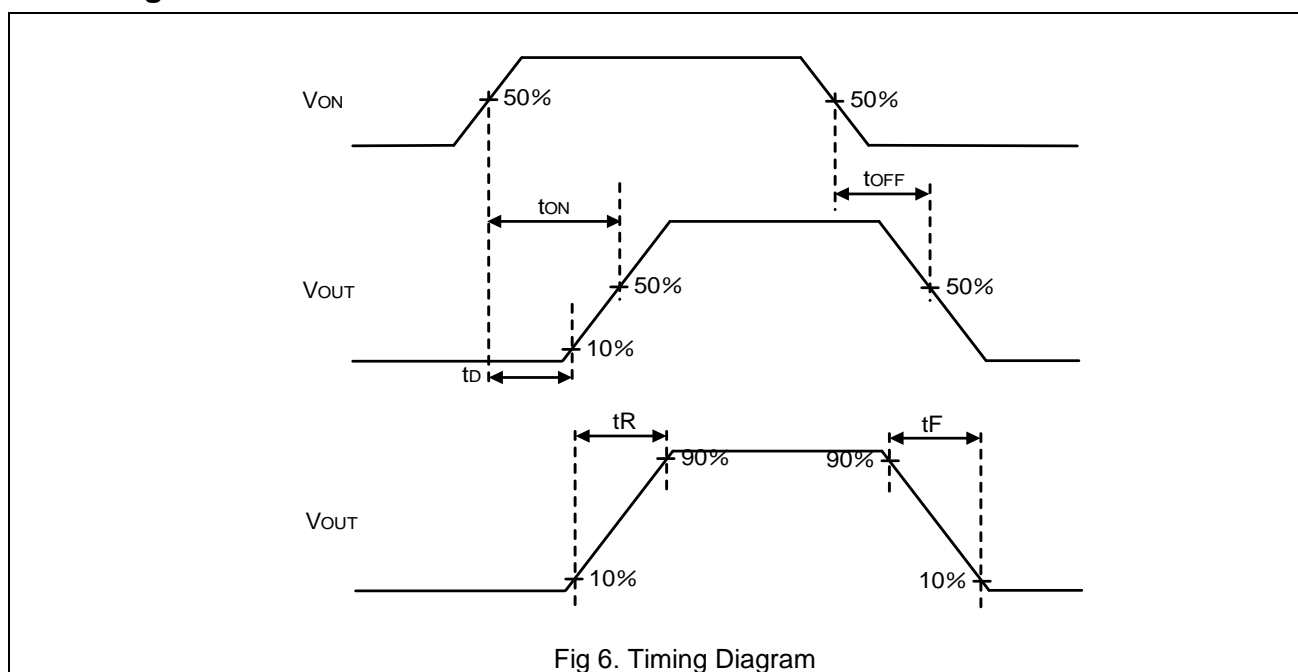 VON
50%
50%
tON
tOFF
VOUT
50%
50%
10%
tD
tR
tF
90%
90%
VOUT
10%
10%
Fig 6. Timing Diagram